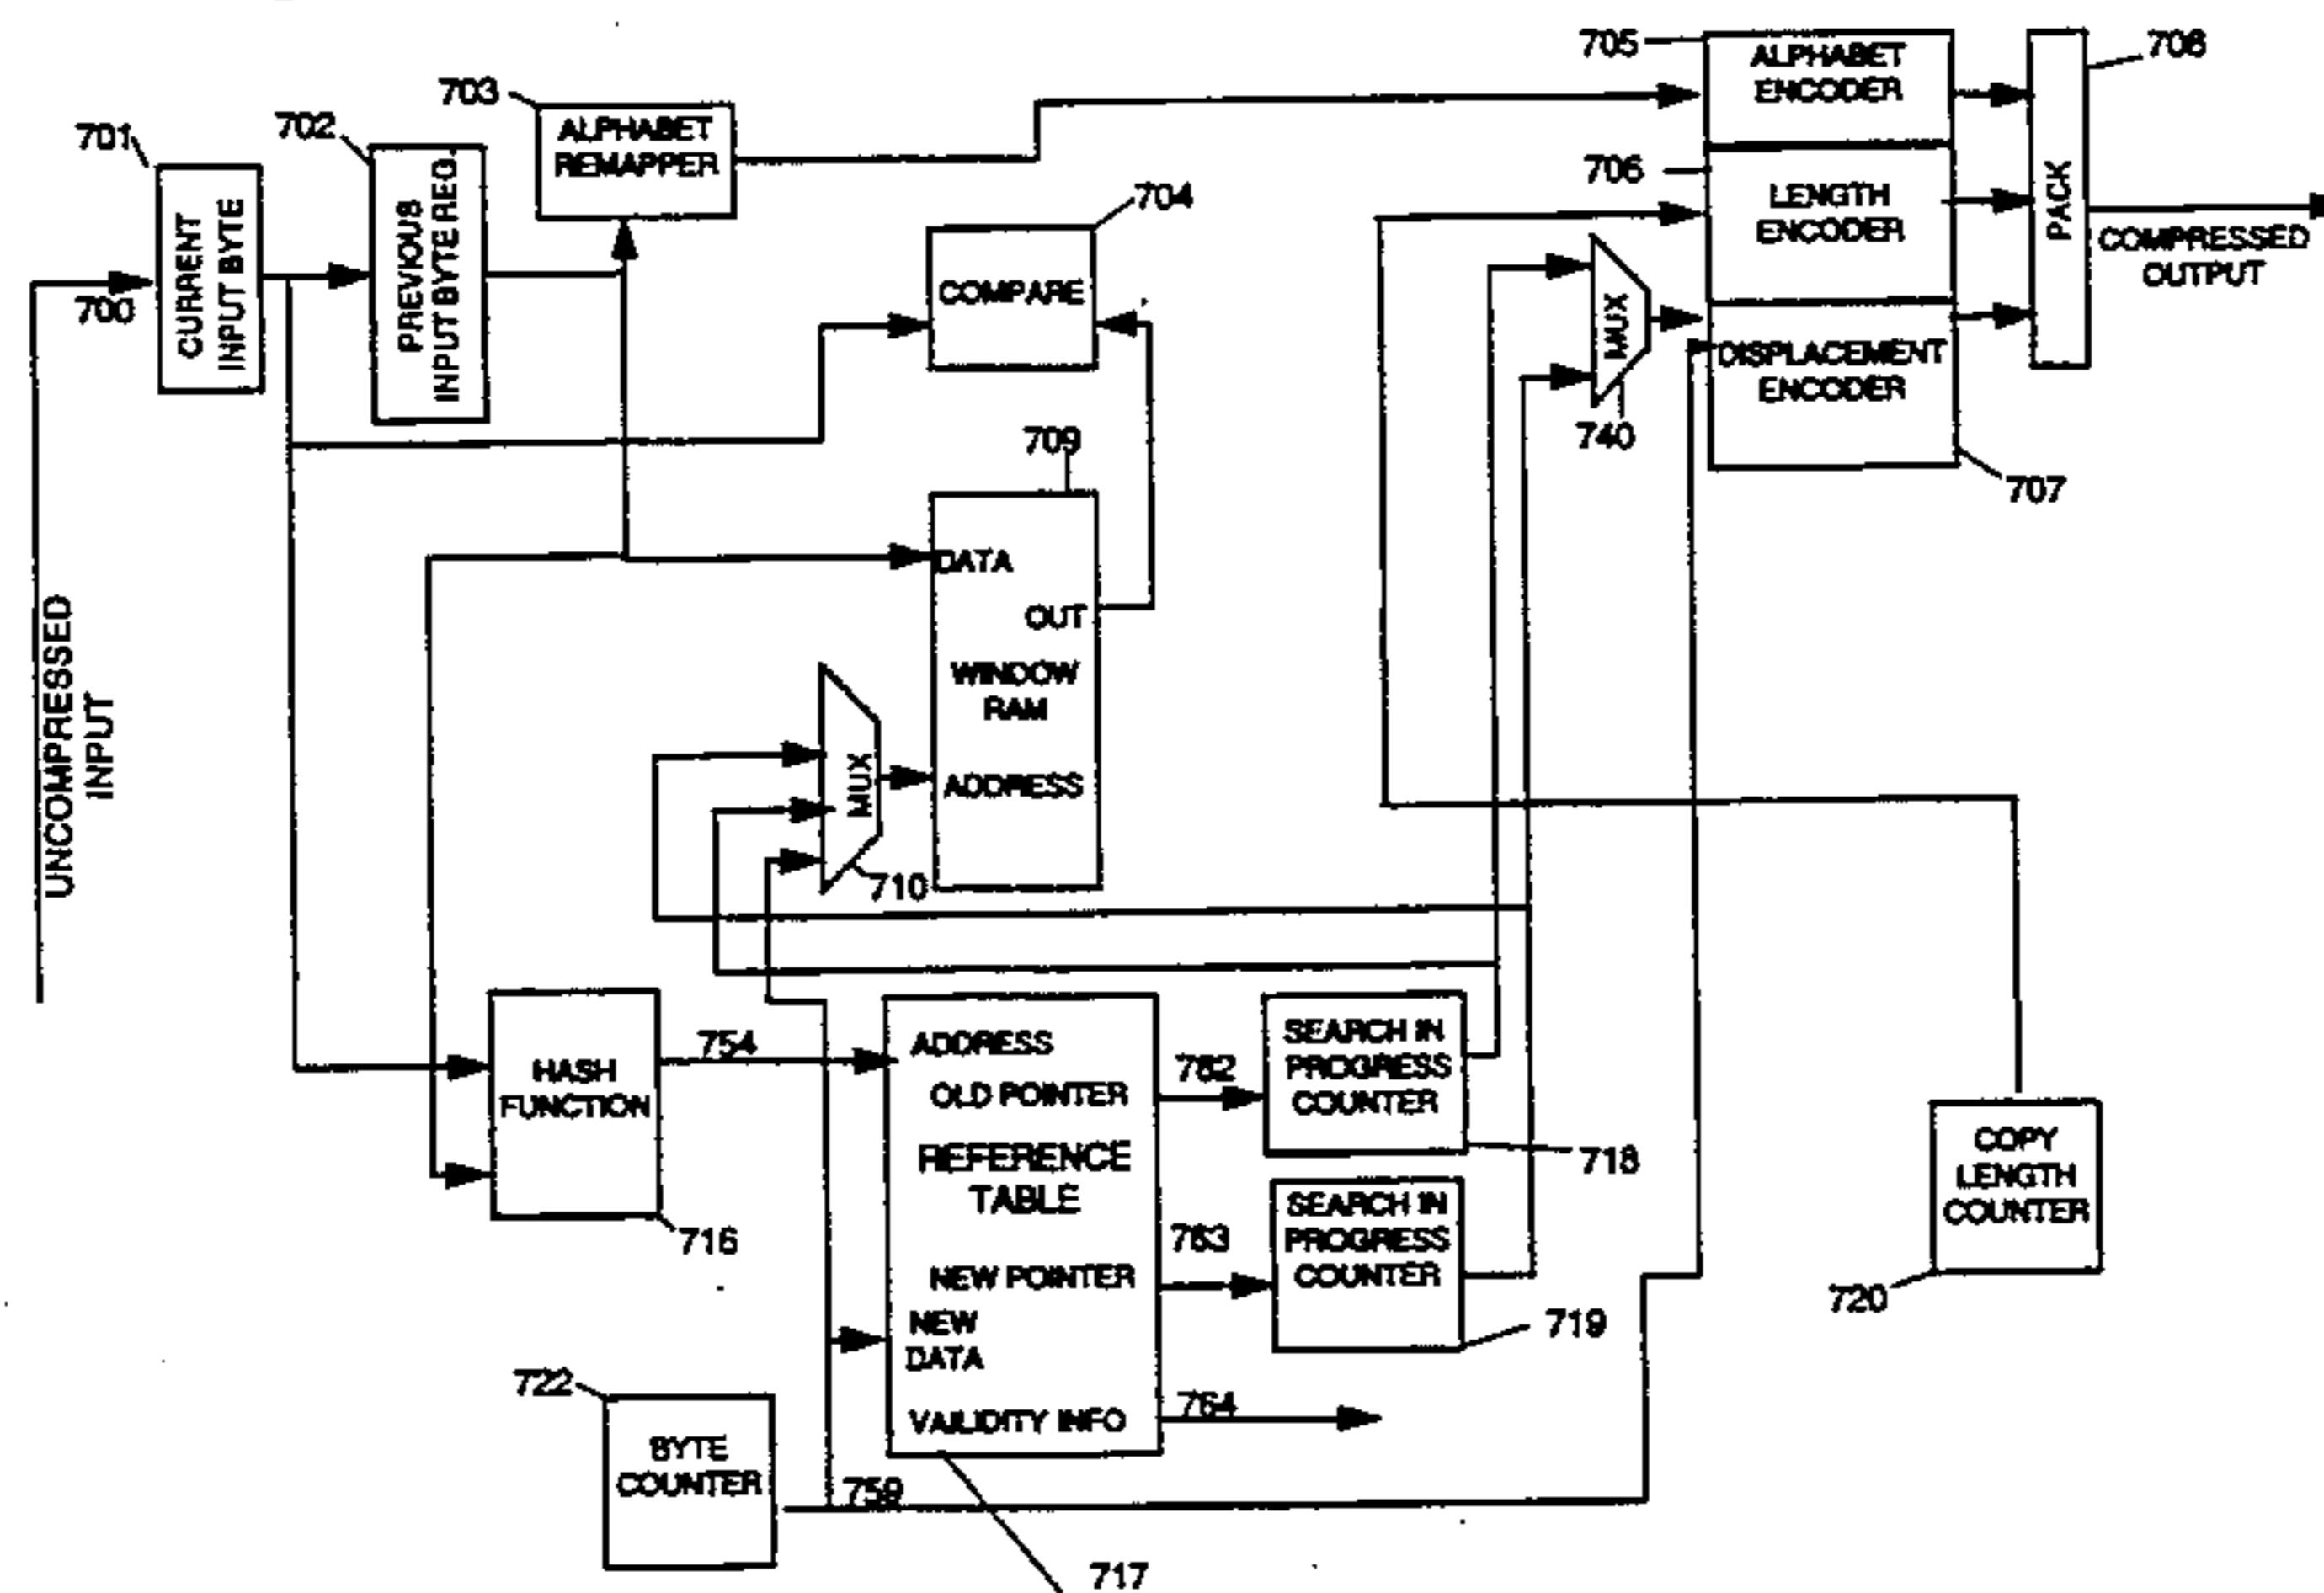 705
ALPHABET
ENCODER
708
703
ALPHABET
REMAPPER
702
PREVIOUS
INPUT BYTE REG.
701
CURRENT
INPUT BYTE
700
UNCOMPRESSED
INPUT
704
COMPARE
706
LENGTH
ENCODER
PACK
COMPRESSED
OUTPUT
MUX
740
DISPLACEMENT
ENCODER
707
709
DATA
OUT
WINDOW
RAM
ADDRESS
MUX
710
HASH
FUNCTION
716
754
ADDRESS
OLD POINTER
REFERENCE
TABLE
NEW POINTER
NEW
DATA
VAILIDITY INFO
762
SEARCH IN
PROGRESS
COUNTER
718
763
SEARCH IN
PROGRESS
COUNTER
719
764
COPY
LENGTH
COUNTER
720
722
BYTE
COUNTER
759
717